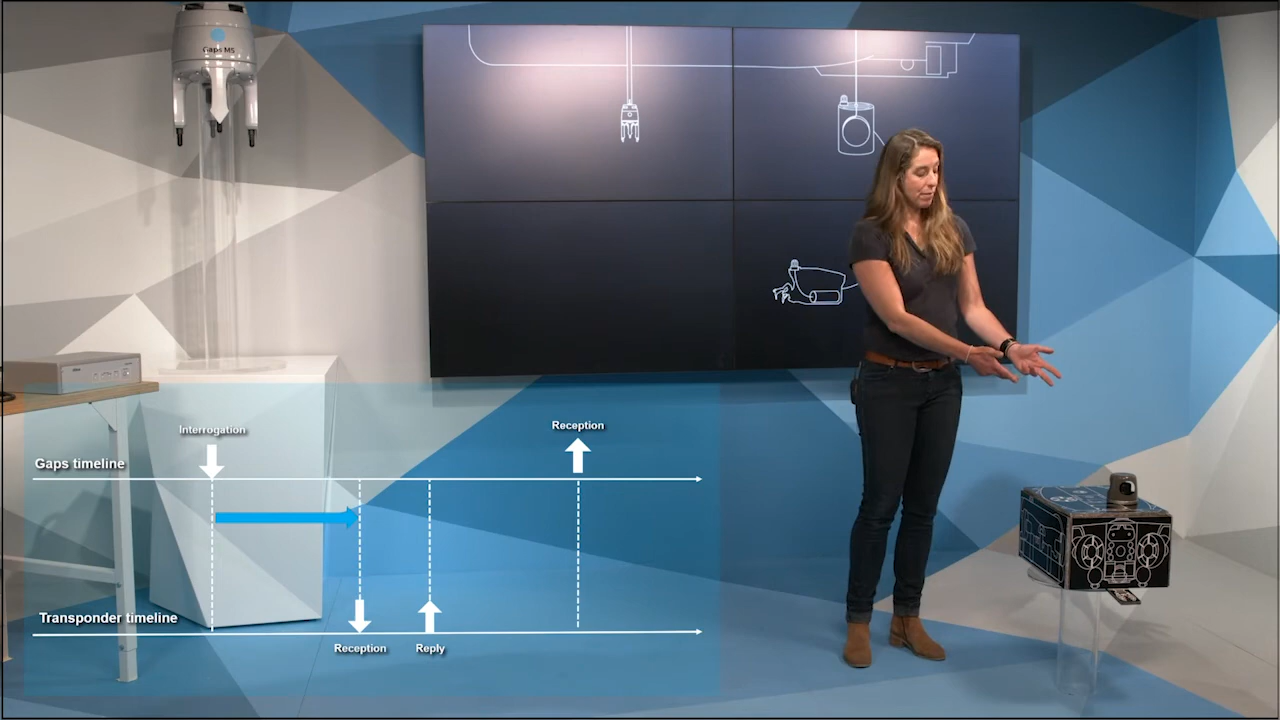 Gaps M5
Interrogation
Reception
Gaps timeline
Transponder timeline
Reception
Reply